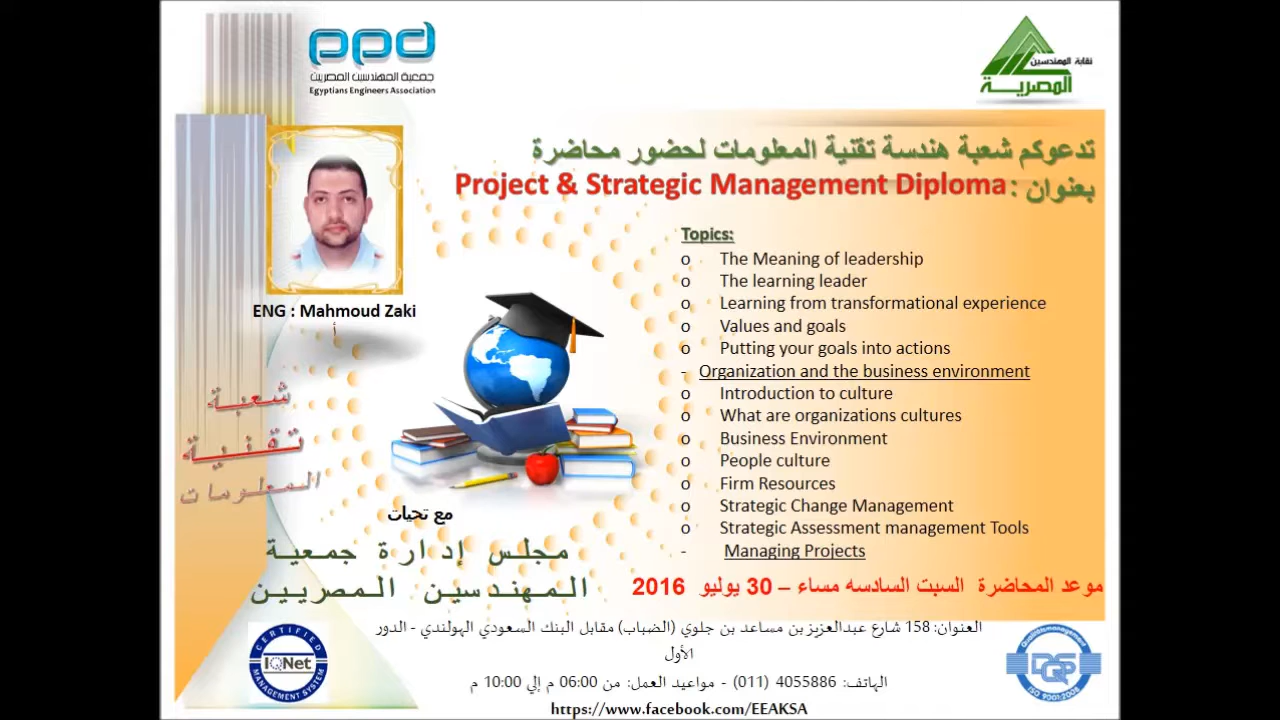 ppd
جمعية المهندسين المصريين
Egyptians Engineers Association
نقابة المهندسين
المصرية
تدعوكم شعبة هندسة تقنية المعلومات لحضور محاضرة
بعنوان : Project & Strategic Management Diploma
ENG : Mahmoud Zaki
أ
شعبة
تقنية
المعلومات
Topics:
o The Meaning of leadership
o The learning leader
o Learning from transformational experience
o Values and goals
o Putting your goals into actions
- Organization and the business environment
o Introduction to culture
o What are organizations cultures
o Business Environment
o People culture
o Firm Resources
o Strategic Change Management
o Strategic Assessment management Tools
- Managing Projects
مع تحيات
مجلس إدارة جمعية
المهندسين المصريين
موعد المحاضرة السبت السادسه مساء – 30 يوليو 2016
العنوان: 158 شارع عبدالعزيز بن مساعد بن جلوي (الضباب) مقابل البنك السعودي الهولندي - الدور
الأول
الهاتف: 4055886 (011) - مواعيد العمل: من 06:00 م إلي 10:00 م
https://www.facebook.com/EEAKSA
CERTIFIED
IQNet
MANAGEMENT SYSTEM
Qualitätsmanagement
DQS
ISO 9001:2008